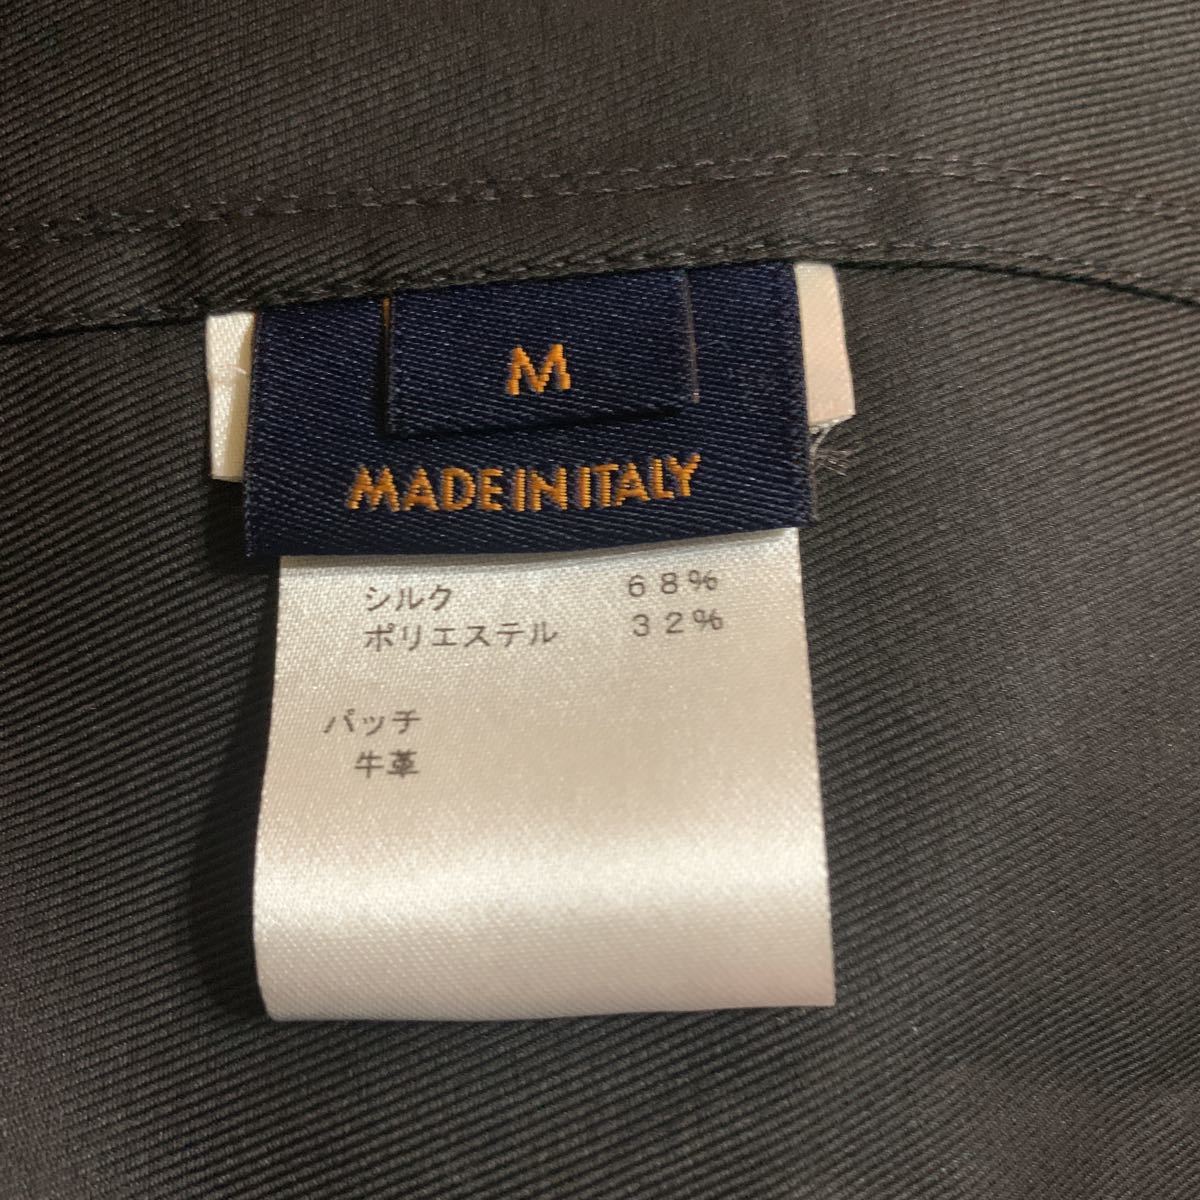 M
MADE IN ITALY
シルク ６８％
ポリエステル ３２％
パッチ
牛革